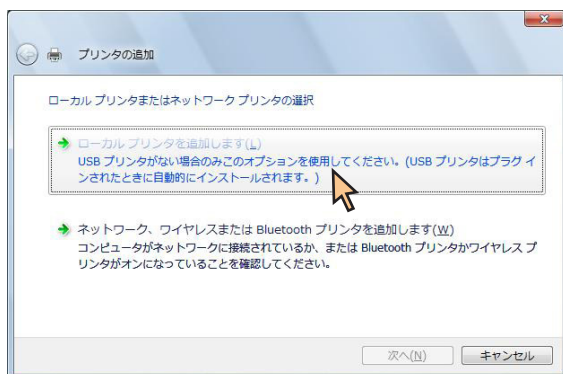 プリンタの追加
ローカル プリンタまたはネットワーク プリンタの選択
ローカル プリンタを追加します(L)
USB プリンタがない場合のみこのオプションを使用してください。(USB プリンタはプラグ イ
ンされたときに自動的にインストールされます。)
ネットワーク、ワイヤレスまたは Bluetooth プリンタを追加します(W)
コンピュータがネットワークに接続されているか、または Bluetooth プリンタかワイヤレス プ
リンタがオンになっていることを確認してください。
次へ(N) キャンセル